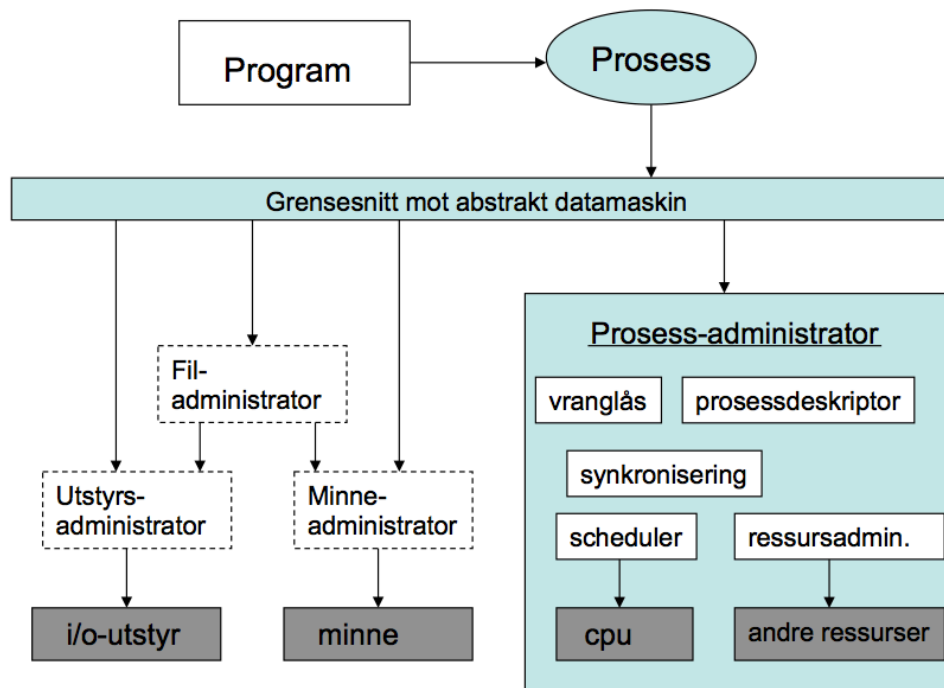 Program
Prosess
Grensesnitt mot abstrakt datamaskin
Prosess-administrator
Fil-
administrator
vranglås
prosessdeskriptor
synkronisering
Utstyrs-
administrator
Minne-
administrator
scheduler
ressursadmin.
i/o-utstyr
minne
cpu
andre ressurser